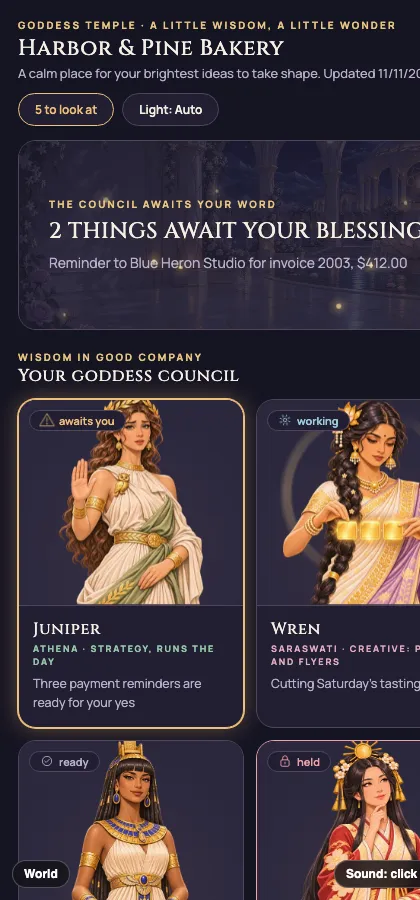 GODDESS TEMPLE · A LITTLE WISDOM, A LITTLE WONDER
Harbor & Pine Bakery
A calm place for your brightest ideas to take shape. Updated 11/11/20
5 to look at
Light: Auto
THE COUNCIL AWAITS YOUR WORD
2 THINGS AWAIT YOUR BLESSING
Reminder to Blue Heron Studio for invoice 2003, $412.00
WISDOM IN GOOD COMPANY
Your goddess council
awaits you
working
Juniper
ATHENA · STRATEGY, RUNS THE
DAY
Three payment reminders are
ready for your yes
Wren
SARASWATI · CREATIVE: P
AND FLYERS
Cutting Saturday's tasting
ready
held
World
Sound: click